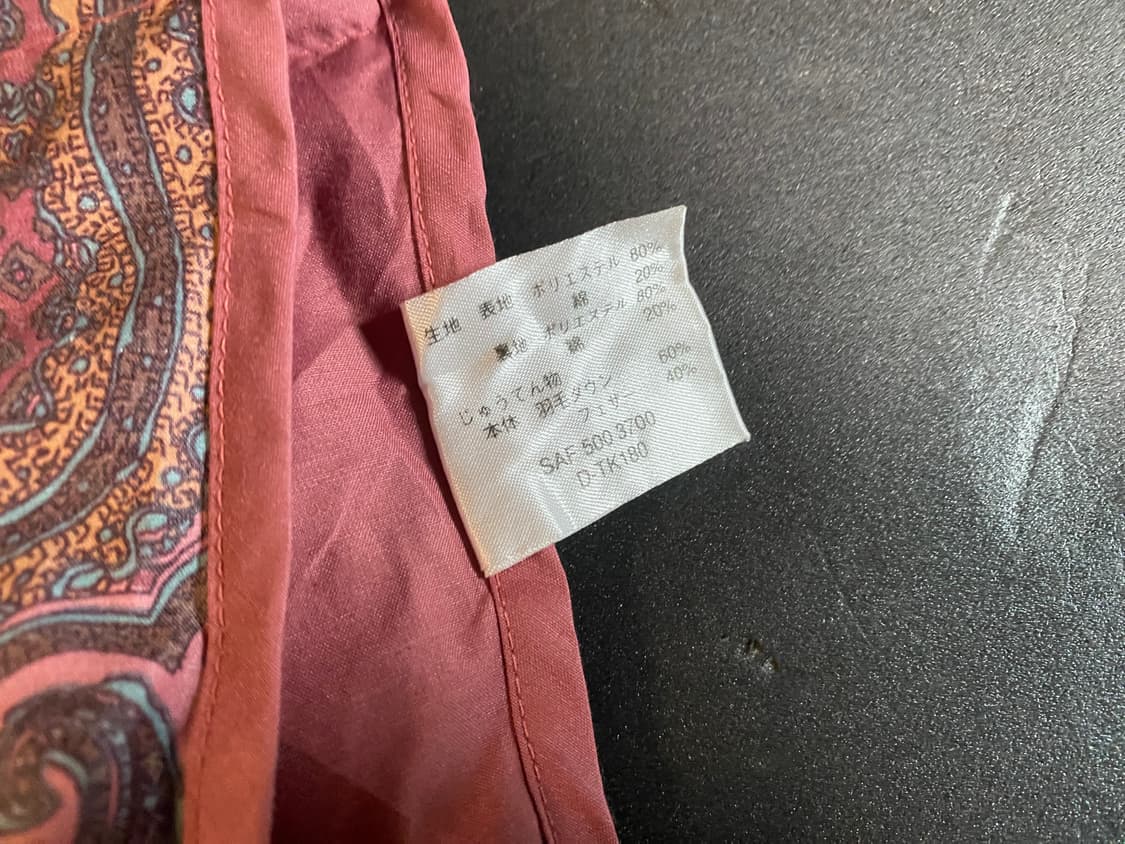 生地 表地 ポリエステル 80%
綿 20%
裏地 ポリエステル 80%
綿 20%
じゅうてん物
本体 羽毛ダウン 60%
フェザー 40%
SAF 500 3700
D-TK180